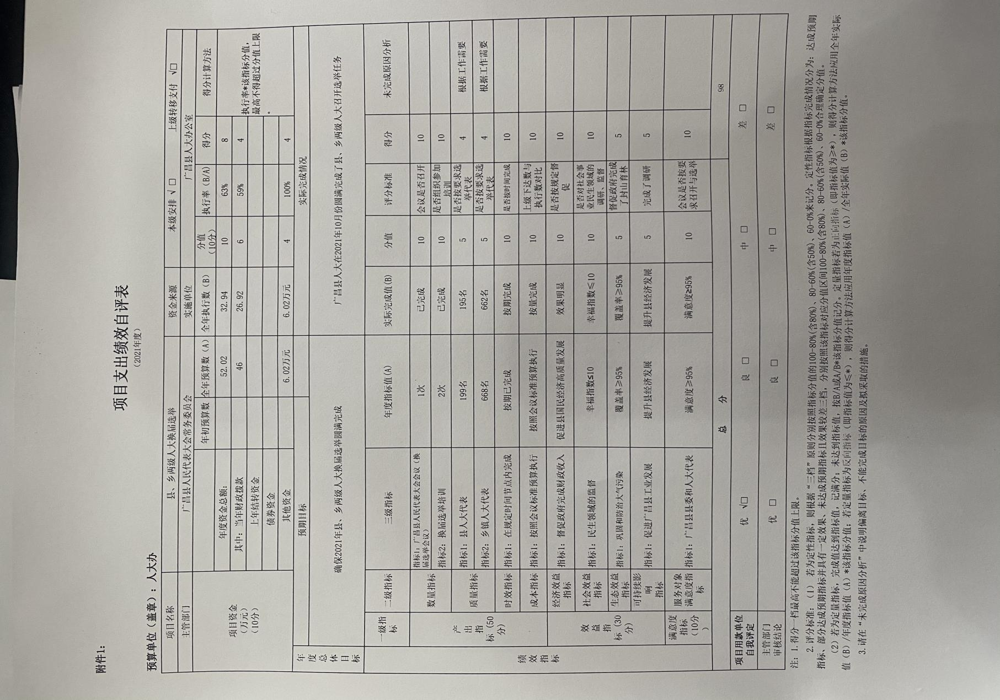 附件1:
项目支出绩效自评表
(2021年度)
预算单位（盖章）: 人大办
项目名称 县、乡两级人大换届选举 资金来源 本级安排 √ □ 上级转移支付 √□
主管部门 广昌县人民代表大会常务委员会 实施单位 广昌县人大办公室
项目资金（万元）（10分） 年初预算数 全年预算数（A） 全年执行数（B） 分值（10分） 执行率（B/A） 得分 得分计算方法
年度资金总额: 52.02 32.94 10 63% 8 执行率*该指标分值，最高不得超过分值上限。
其中: 当年财政拨款 46 26.92 6 59% 4
上年结转资金
债券资金
其他资金 6.02万元 6.02万元 4 100% 4
年度总体目标 预期目标 实际完成情况
确保2021年县、乡两级人大换届选举圆满完成 广昌县人大在2021年10月份圆满完成了县、乡两级人大召开选举任务
绩效指标 一级指标 二级指标 三级指标 年度指标值(A) 实际完成值(B) 分值 评分标准 得分 未完成原因分析
产出指标（50分） 数量指标 指标1: 广昌县人民代表大会会议（换届选举会议） 1次 已完成 10 会议是否召开 10
指标2: 换届选举培训 2次 已完成 10 是否组织参加培训 10
质量指标 指标1: 县人大代表 199名 195名 5 是否按要求选举代表 4 根据工作需要
指标2: 乡镇人大代表 668名 662名 5 是否按要求选举代表 4 根据工作需要
时效指标 指标1: 在规定时间节点内完成 按期已完成 按期完成 10 是否按时间完成 10
成本指标 指标1: 按照会议标准预算执行 按照会议标准预算执行 按量完成 10 上级下达数与执行数对比 10
效益指标（30分） 经济效益指标 指标1: 督促政府完成财政收入 促进县国民经济高质量发展 效果明显 10 是否按规定督促 10
社会效益指标 指标1: 民生领域的监督 幸福指数≤10 幸福指数≤10 10 是否对社会事业民生领域的调研、监督 10
生态效益指标 指标1: 巩固和防治大气污染 覆盖率≥95% 覆盖率≥95% 5 督促政府完成了封山育林 5
可持续影响指标 指标1: 促进广昌县工业发展 提升县经济发展 提升县经济发展 5 完成了调研 5
满意度指标（10分） 服务对象满意度指标 指标1: 广昌县县委和人大代表 满意度≥95% 满意度≥95% 10 会议是否按要求召开与选举 10
总 分 98
项目用款单位自我评定 优 √□ 良 □ 中 □ 差 □
主管部门审核结论 优 □ 良 □ 中 □ 差 □
注: 1.得分一档最高不能超过该指标分值上限。
2.评分标准: （1） 若为定性指标，则根据“三档”原则分别按照指标分值的100-80%(含80%)、80-60%(含50%)、60-0%来记分。定性指标根据指标完成情况分为: 达成预期
指标、部分达成预期指标并具有一定效果、未达成预期指标且效果较差三档，分别按照该指标对应分值区间100-80%(含80%)、80-60%(含50%)、60-0%合理确定分值。
（2）若为定量指标，完成值达到指标值，记满分; 未达到指标值，按B/A或A/B*该指标分值记分。定量指标若为正向指标（即指标值为≥*），则得分计算方法应用全年实际
值（B）/年度指标值（A）*该指标分值; 若定量指标为反向指标（即指标值为≤*），则得分计算方法应用年度指标值（A）/全年实际值（B）*该指标分值。
3.请在“未完成原因分析”中说明偏离目标、不能完成目标的原因及拟采取的措施。